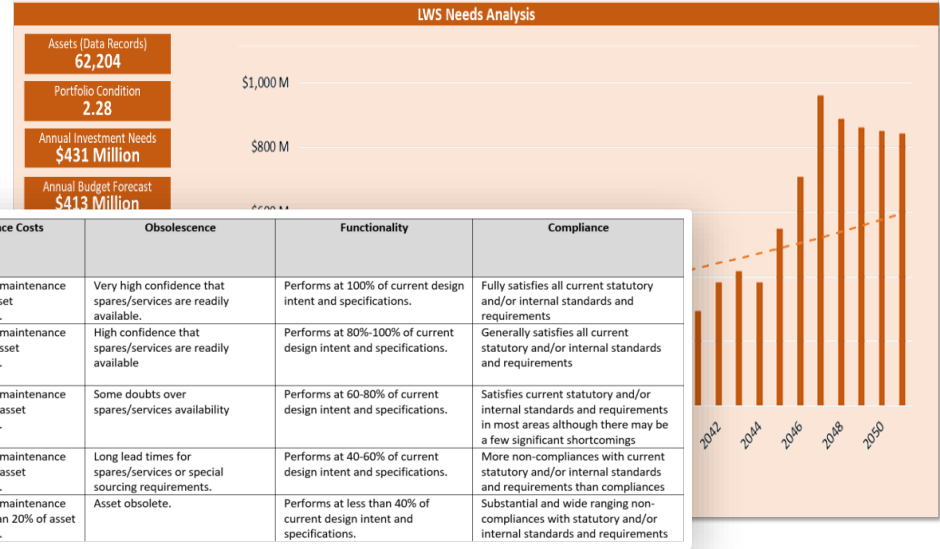 LWS Needs Analysis
Assets (Data Records)
62,204
Portfolio Condition
2.28
Annual Investment Needs
$431 Million
Annual Budget Forecast
$413 Million
$1,000 M
$800 M
2042
2044
2046
2048
2050
Costs
Obsolescence
Functionality
Compliance
maintenance
Very high confidence that
spares/services are readily
available.
Performs at 100% of current design
intent and specifications.
Fully satisfies all current statutory
and/or internal standards and
requirements
maintenance
High confidence that
spares/services are readily
available
Performs at 80%-100% of current
design intent and specifications.
Generally satisfies all current
statutory and/or internal standards
and requirements
maintenance
asset
Some doubts over
spares/services availability
Performs at 60-80% of current
design intent and specifications.
Satisfies current statutory and/or
internal standards and requirements
in most areas although there may be
a few significant shortcomings
maintenance
asset
Long lead times for
spares/services or special
sourcing requirements.
Performs at 40-60% of current
design intent and specifications.
More non-compliances with current
statutory and/or internal standards
and requirements than compliances
maintenance
20% of asset
Asset obsolete.
Performs at less than 40% of
current design intent and
specifications.
Substantial and wide ranging non-
compliances with statutory and/or
internal standards and requirements